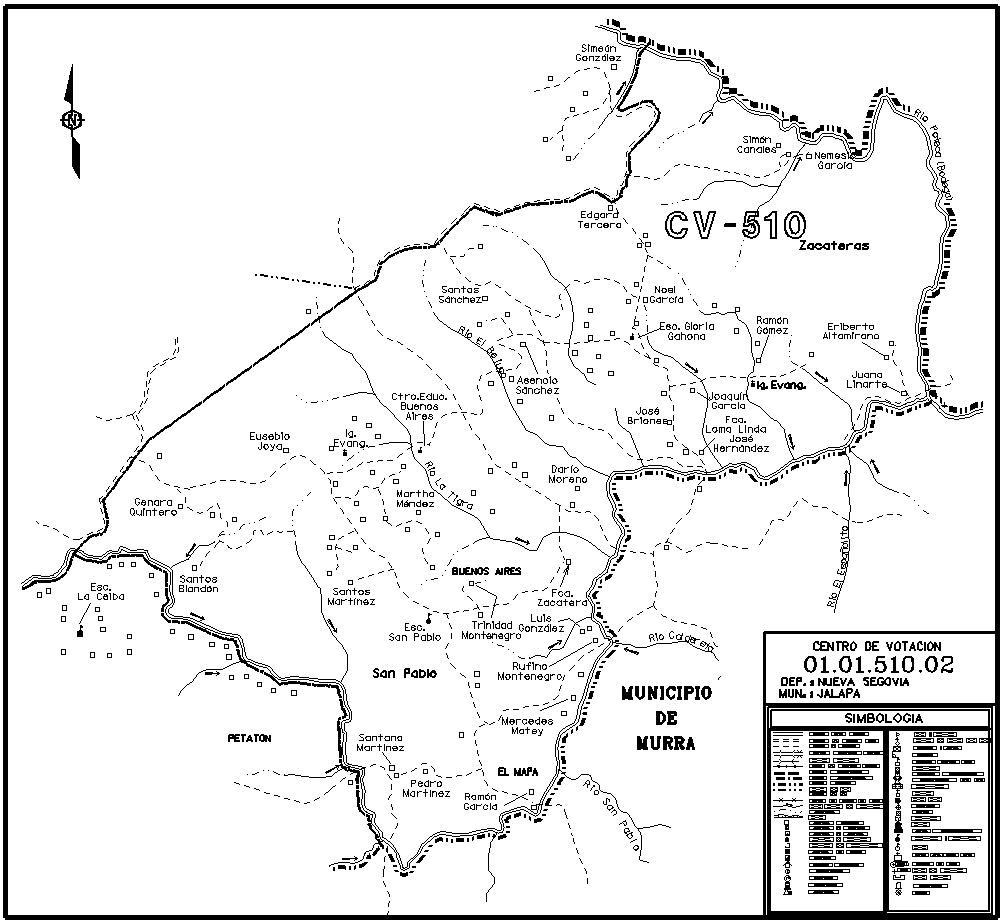 Simeón
González
N
Río Poteca (Bodega)
Simón
Canales
Nemesio
García
Edgard
Tercero
CV-510
Zacateras
Santos
Sánchez
Noel
García
Río El Bejuco
Esc. Gloria
Gahona
Ramón
Gómez
Eriberto
Altamirano
Asencio
Sánchez
Ig. Evang.
Juana
Linarte
Ctro. Educ.
Buenos
Aires
Joaquín
García
José
Briones
Fca.
Loma Linda
José
Hernández
Eusebio
Joya
Ig.
Evang.
Río La Tigra
Darío
Moreno
Martha
Méndez
Genaro
Quintero
Río El Españolito
BUENOS AIRES
Santos
Blandón
Esc.
La Ceiba
Santos
Martínez
Fca.
Zacatera
Trinidad
Montenegro
Luis
González
Esc.
San Pablo
Río Caldereta
Rufino
Montenegro
San Pablo
MUNICIPIO
DE
MURRA
Mercedes
Matey
PETATON
Santana
Martínez
EL MAPA
Pedro
Martínez
Ramón
García
Río San Pablo
CENTRO DE VOTACION
01.01.510.02
DEP.: NUEVA SEGOVIA
MUN.: JALAPA
SIMBOLOGIA